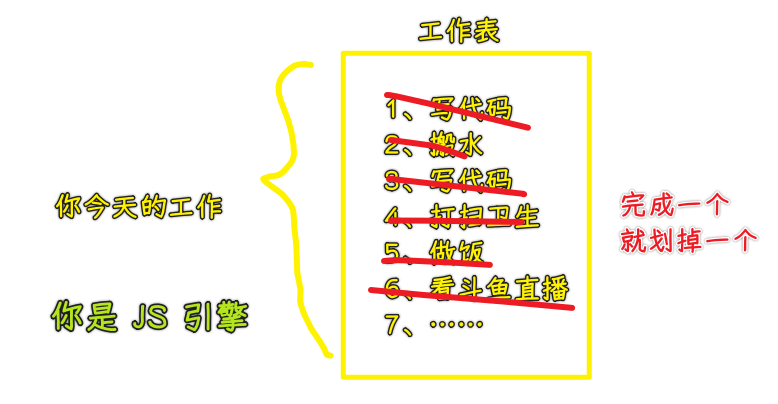 工作表
1、写代码
2、搬水
3、写代码
4、打扫卫生
5、做饭
6、看斗鱼直播
7、……
你今天的工作
你是 JS 引擎
完成一个
就划掉一个